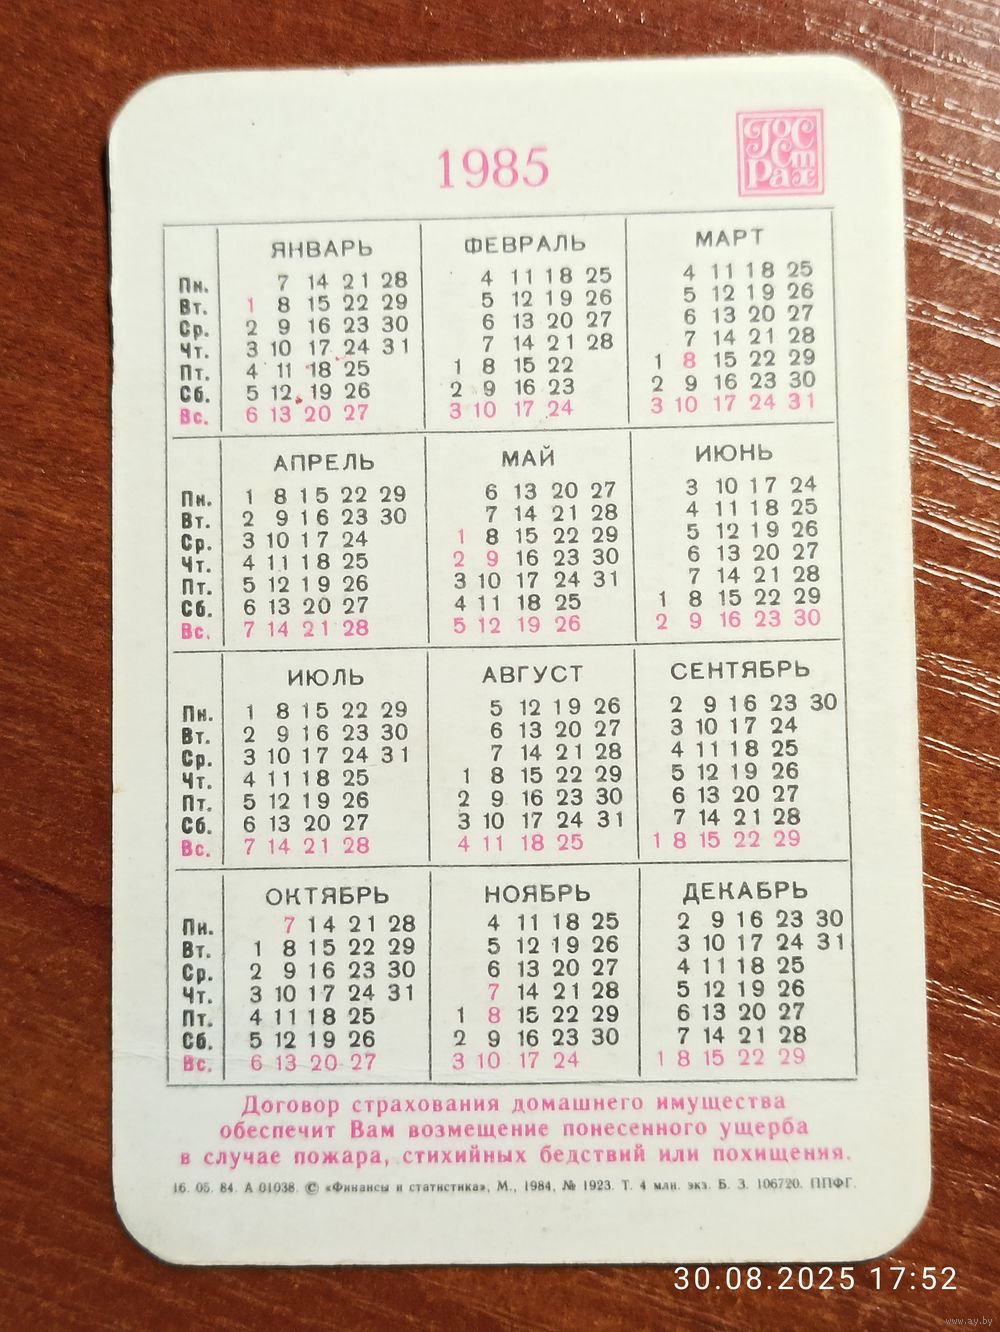 1985
Гос
Ст
Рах
ЯНВАРЬ ФЕВРАЛЬ МАРТ
Пн. 7 14 21 28 4 11 18 25 4 11 18 25
Вт. 1 8 15 22 29 5 12 19 26 5 12 19 26
Ср. 2 9 16 23 30 6 13 20 27 6 13 20 27
Чт. 3 10 17 24 31 7 14 21 28 7 14 21 28
Пт. 4 11 18 25 1 8 15 22 1 8 15 22 29
Сб. 5 12 19 26 2 9 16 23 2 9 16 23 30
Вс. 6 13 20 27 3 10 17 24 3 10 17 24 31
АПРЕЛЬ МАЙ ИЮНЬ
Пн. 1 8 15 22 29 6 13 20 27 3 10 17 24
Вт. 2 9 16 23 30 7 14 21 28 4 11 18 25
Ср. 3 10 17 24 1 8 15 22 29 5 12 19 26
Чт. 4 11 18 25 2 9 16 23 30 6 13 20 27
Пт. 5 12 19 26 3 10 17 24 31 7 14 21 28
Сб. 6 13 20 27 4 11 18 25 1 8 15 22 29
Вс. 7 14 21 28 5 12 19 26 2 9 16 23 30
ИЮЛЬ АВГУСТ СЕНТЯБРЬ
Пн. 1 8 15 22 29 5 12 19 26 2 9 16 23 30
Вт. 2 9 16 23 30 6 13 20 27 3 10 17 24
Ср. 3 10 17 24 31 7 14 21 28 4 11 18 25
Чт. 4 11 18 25 1 8 15 22 29 5 12 19 26
Пт. 5 12 19 26 2 9 16 23 30 6 13 20 27
Сб. 6 13 20 27 3 10 17 24 31 7 14 21 28
Вс. 7 14 21 28 4 11 18 25 1 8 15 22 29
ОКТЯБРЬ НОЯБРЬ ДЕКАБРЬ
Пн. 7 14 21 28 4 11 18 25 2 9 16 23 30
Вт. 1 8 15 22 29 5 12 19 26 3 10 17 24 31
Ср. 2 9 16 23 30 6 13 20 27 4 11 18 25
Чт. 3 10 17 24 31 7 14 21 28 5 12 19 26
Пт. 4 11 18 25 1 8 15 22 29 6 13 20 27
Сб. 5 12 19 26 2 9 16 23 30 7 14 21 28
Вс. 6 13 20 27 3 10 17 24 1 8 15 22 29
Договор страхования домашнего имущества
обеспечит Вам возмещение понесенного ущерба
в случае пожара, стихийных бедствий или похищения.
16. 05. 84. А 01038. © «Финансы и статистика», М., 1984, № 1923. Т. 4 млн. экз. Б. З. 106720. ППФГ.
30.08.2025 17:52
www.ay.by